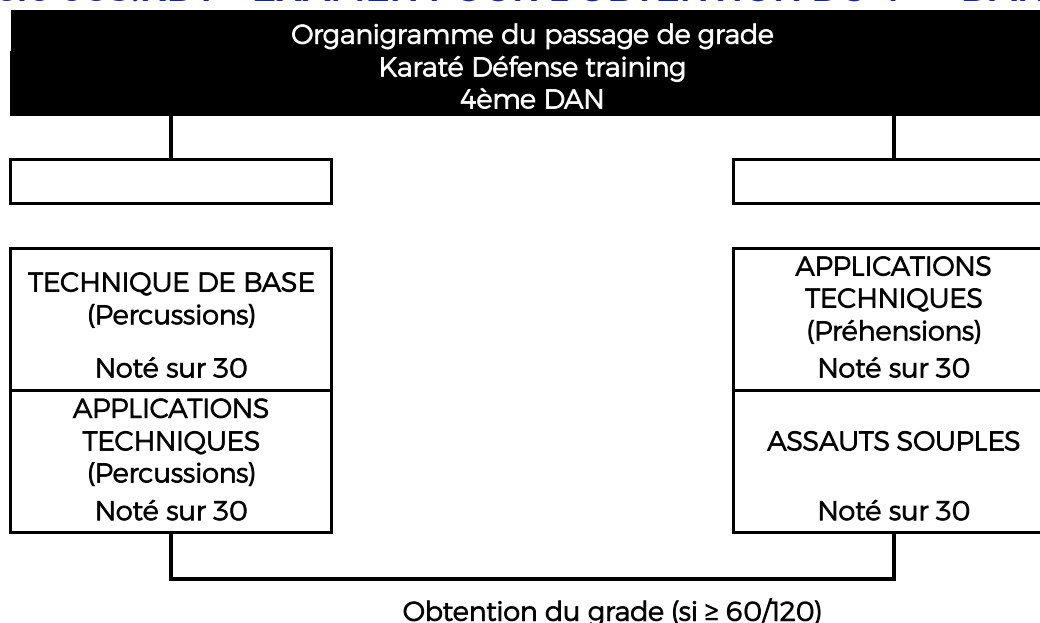 Organigramme du passage de grade
Karaté Défense training
4ème DAN
TECHNIQUE DE BASE
(Percussions)
Noté sur 30
APPLICATIONS
TECHNIQUES
(Percussions)
Noté sur 30
APPLICATIONS
TECHNIQUES
(Préhensions)
Noté sur 30
ASSAUTS SOUPLES
Noté sur 30
Obtention du grade (si ≥ 60/120)